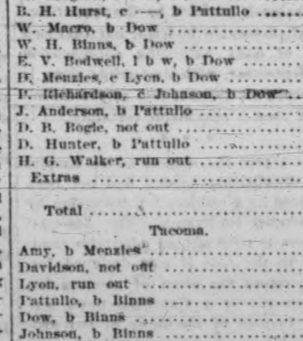 B. H. Hurst, c —, b Pattullo ......
W. Macro, b Dow ......
W. H. Binns, b Dow ......
E. V. Bodwell, l b w, b Dow ......
D. Menzies, c Lyon, b Dow ......
P. Richardson, c Johnson, b Dow ......
J. Anderson, b Pattullo ......
D. B. Bogle, not out ......
D. Hunter, b Pattullo ......
H. G. Walker, run out ......
Extras ......
Total ......
Tacoma.
Amy, b Menzies ......
Davidson, not out ......
Lyon, run out ......
Pattullo, b Binns ......
Dow, b Binns ......
Johnson, b Binns ......